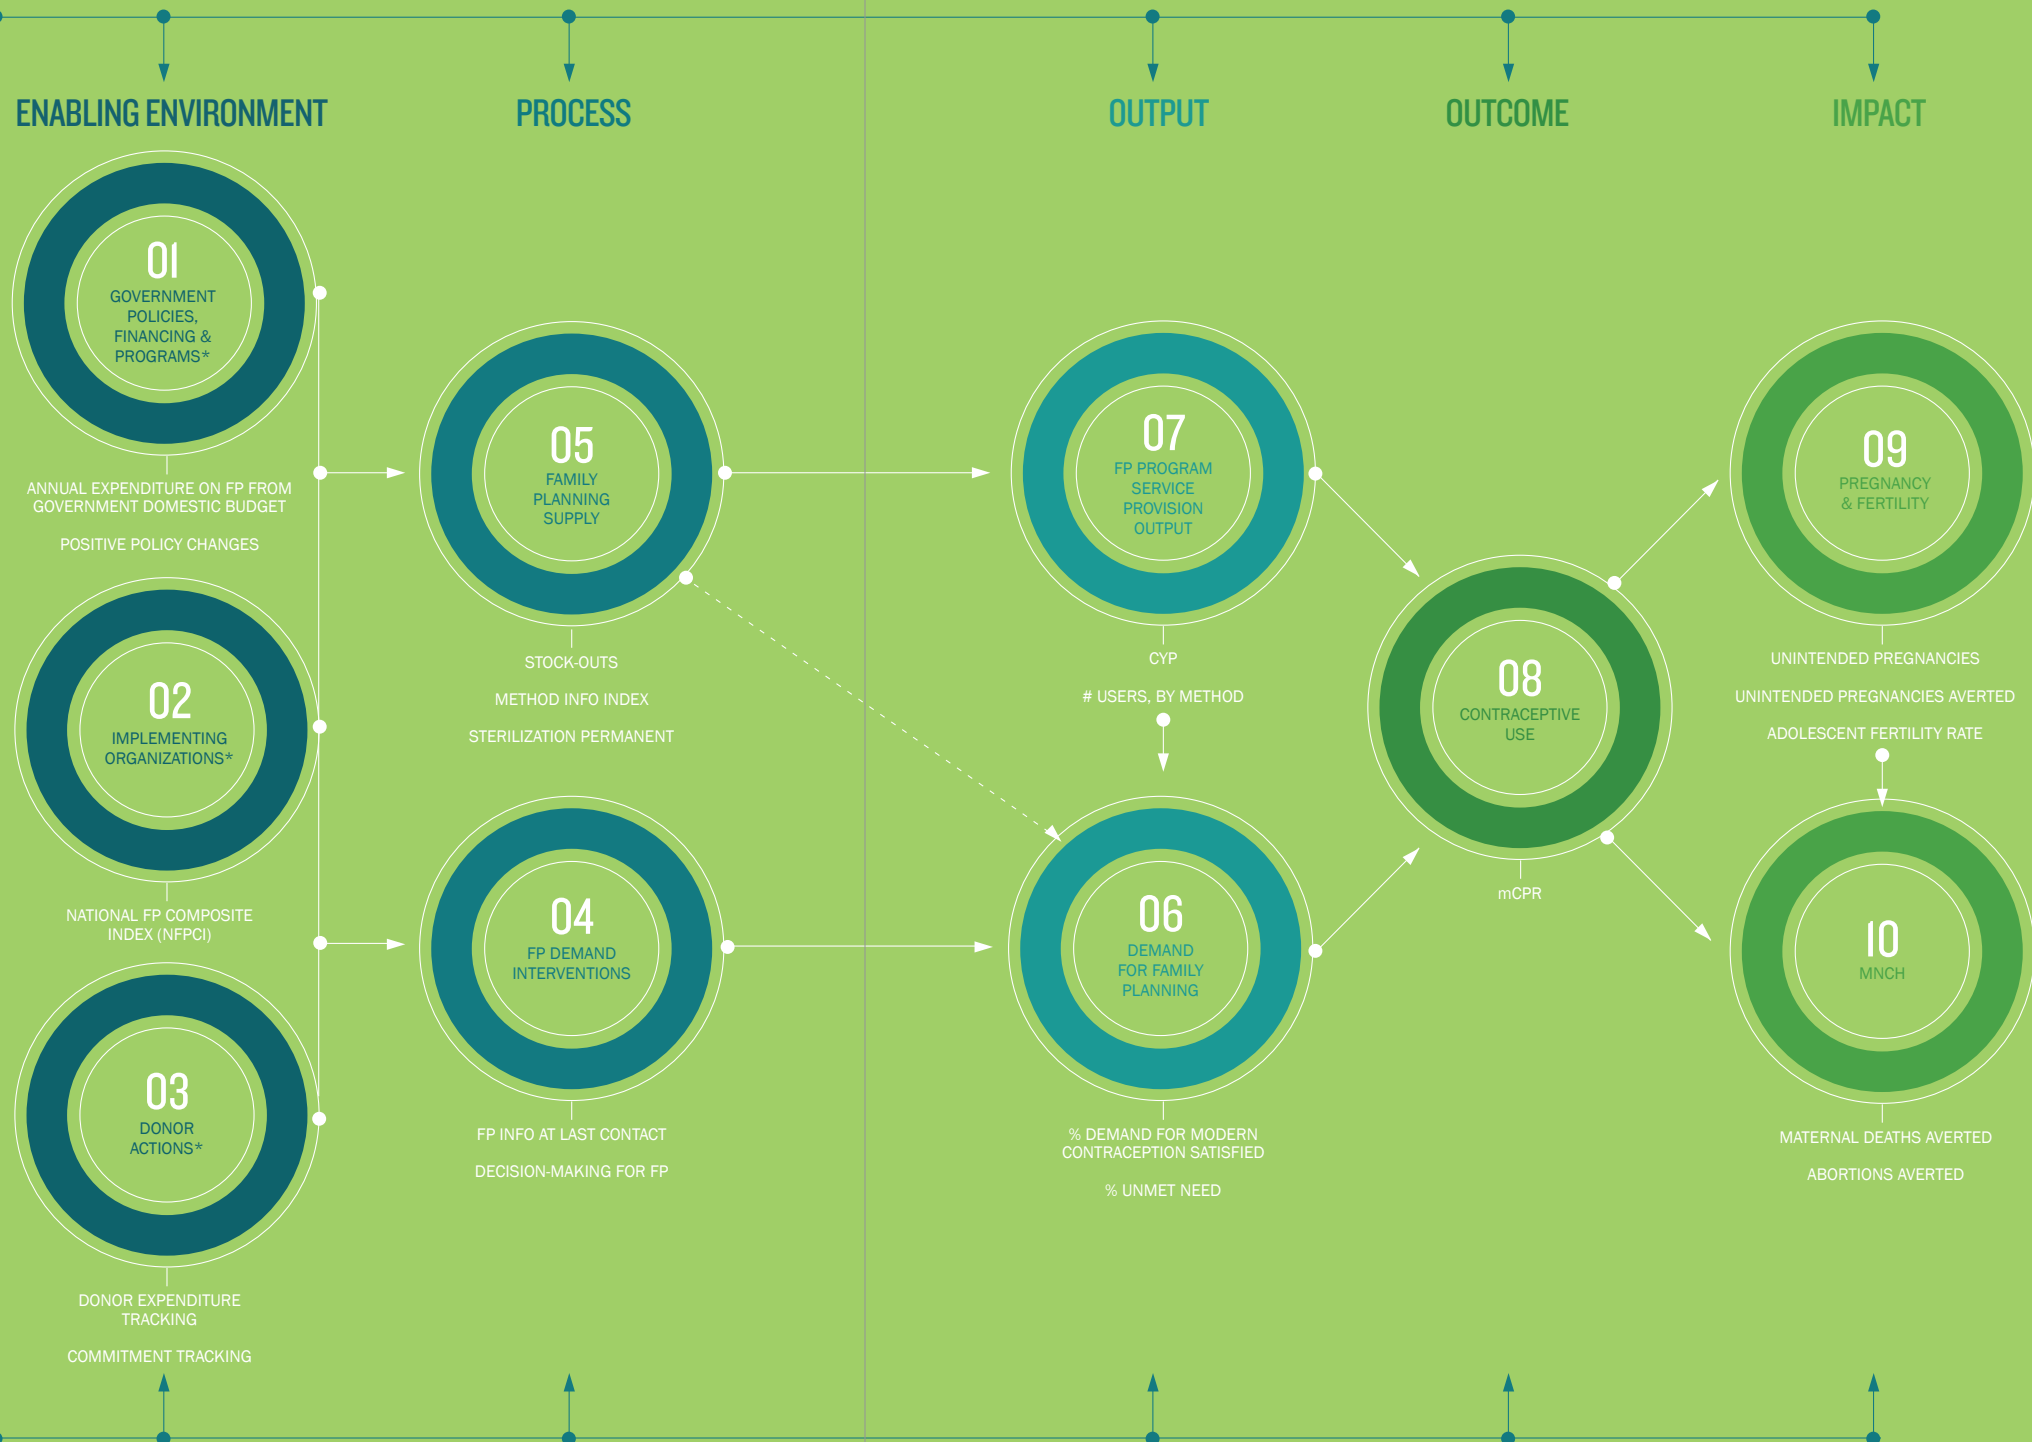 ENABLING ENVIRONMENT
PROCESS
OUTPUT
OUTCOME
IMPACT
01
GOVERNMENT
POLICIES,
FINANCING &
PROGRAMS*
ANNUAL EXPENDITURE ON FP FROM
GOVERNMENT DOMESTIC BUDGET
POSITIVE POLICY CHANGES
02
IMPLEMENTING
ORGANIZATIONS*
NATIONAL FP COMPOSITE
INDEX (NFPCI)
03
DONOR
ACTIONS*
DONOR EXPENDITURE
TRACKING
COMMITMENT TRACKING
05
FAMILY
PLANNING
SUPPLY
STOCK-OUTS
METHOD INFO INDEX
STERILIZATION PERMANENT
04
FP DEMAND
INTERVENTIONS
FP INFO AT LAST CONTACT
DECISION-MAKING FOR FP
07
FP PROGRAM
SERVICE
PROVISION
OUTPUT
CYP
# USERS, BY METHOD
06
DEMAND
FOR FAMILY
PLANNING
% DEMAND FOR MODERN
CONTRACEPTION SATISFIED
% UNMET NEED
08
CONTRACEPTIVE
USE
mCPR
09
PREGNANCY
& FERTILITY
UNINTENDED PREGNANCIES
UNINTENDED PREGNANCIES AVERTED
ADOLESCENT FERTILITY RATE
10
MNCH
MATERNAL DEATHS AVERTED
ABORTIONS AVERTED